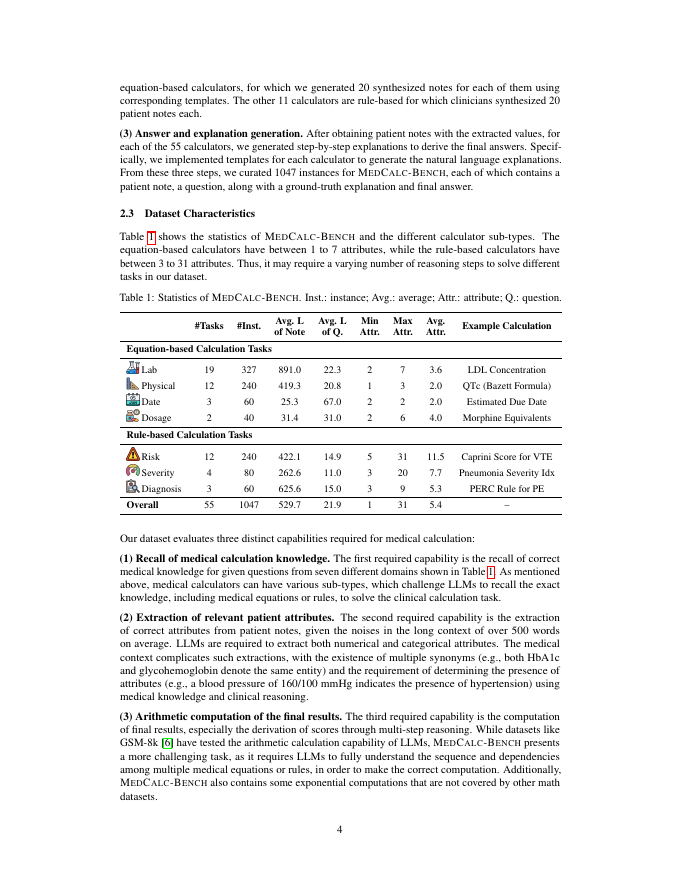 equation-based calculators, for which we generated 20 synthesized notes for each of them using
corresponding templates. The other 11 calculators are rule-based for which clinicians synthesized 20
patient notes each.
(3) Answer and explanation generation. After obtaining patient notes with the extracted values, for
each of the 55 calculators, we generated step-by-step explanations to derive the final answers. Specif-
ically, we implemented templates for each calculator to generate the natural language explanations.
From these three steps, we curated 1047 instances for MEDCALC-BENCH, each of which contains a
patient note, a question, along with a ground-truth explanation and final answer.
2.3 Dataset Characteristics
Table 1 shows the statistics of MEDCALC-BENCH and the different calculator sub-types. The
equation-based calculators have between 1 to 7 attributes, while the rule-based calculators have
between 3 to 31 attributes. Thus, it may require a varying number of reasoning steps to solve different
tasks in our dataset.
Table 1: Statistics of MEDCALC-BENCH. Inst.: instance; Avg.: average; Attr.: attribute; Q.: question.
#Tasks #Inst. Avg. L of Note Avg. L of Q. Min Attr. Max Attr. Avg. Attr. Example Calculation
Equation-based Calculation Tasks
Lab 19 327 891.0 22.3 2 7 3.6 LDL Concentration
Physical 12 240 419.3 20.8 1 3 2.0 QTc (Bazett Formula)
Date 3 60 25.3 67.0 2 2 2.0 Estimated Due Date
Dosage 2 40 31.4 31.0 2 6 4.0 Morphine Equivalents
Rule-based Calculation Tasks
Risk 12 240 422.1 14.9 5 31 11.5 Caprini Score for VTE
Severity 4 80 262.6 11.0 3 20 7.7 Pneumonia Severity Idx
Diagnosis 3 60 625.6 15.0 3 9 5.3 PERC Rule for PE
Overall 55 1047 529.7 21.9 1 31 5.4 –
Our dataset evaluates three distinct capabilities required for medical calculation:
(1) Recall of medical calculation knowledge. The first required capability is the recall of correct
medical knowledge for given questions from seven different domains shown in Table 1. As mentioned
above, medical calculators can have various sub-types, which challenge LLMs to recall the exact
knowledge, including medical equations or rules, to solve the clinical calculation task.
(2) Extraction of relevant patient attributes. The second required capability is the extraction
of correct attributes from patient notes, given the noises in the long context of over 500 words
on average. LLMs are required to extract both numerical and categorical attributes. The medical
context complicates such extractions, with the existence of multiple synonyms (e.g., both HbA1c
and glycohemoglobin denote the same entity) and the requirement of determining the presence of
attributes (e.g., a blood pressure of 160/100 mmHg indicates the presence of hypertension) using
medical knowledge and clinical reasoning.
(3) Arithmetic computation of the final results. The third required capability is the computation
of final results, especially the derivation of scores through multi-step reasoning. While datasets like
GSM-8k [6] have tested the arithmetic calculation capability of LLMs, MEDCALC-BENCH presents
a more challenging task, as it requires LLMs to fully understand the sequence and dependencies
among multiple medical equations or rules, in order to make the correct computation. Additionally,
MEDCALC-BENCH also contains some exponential computations that are not covered by other math
datasets.
4